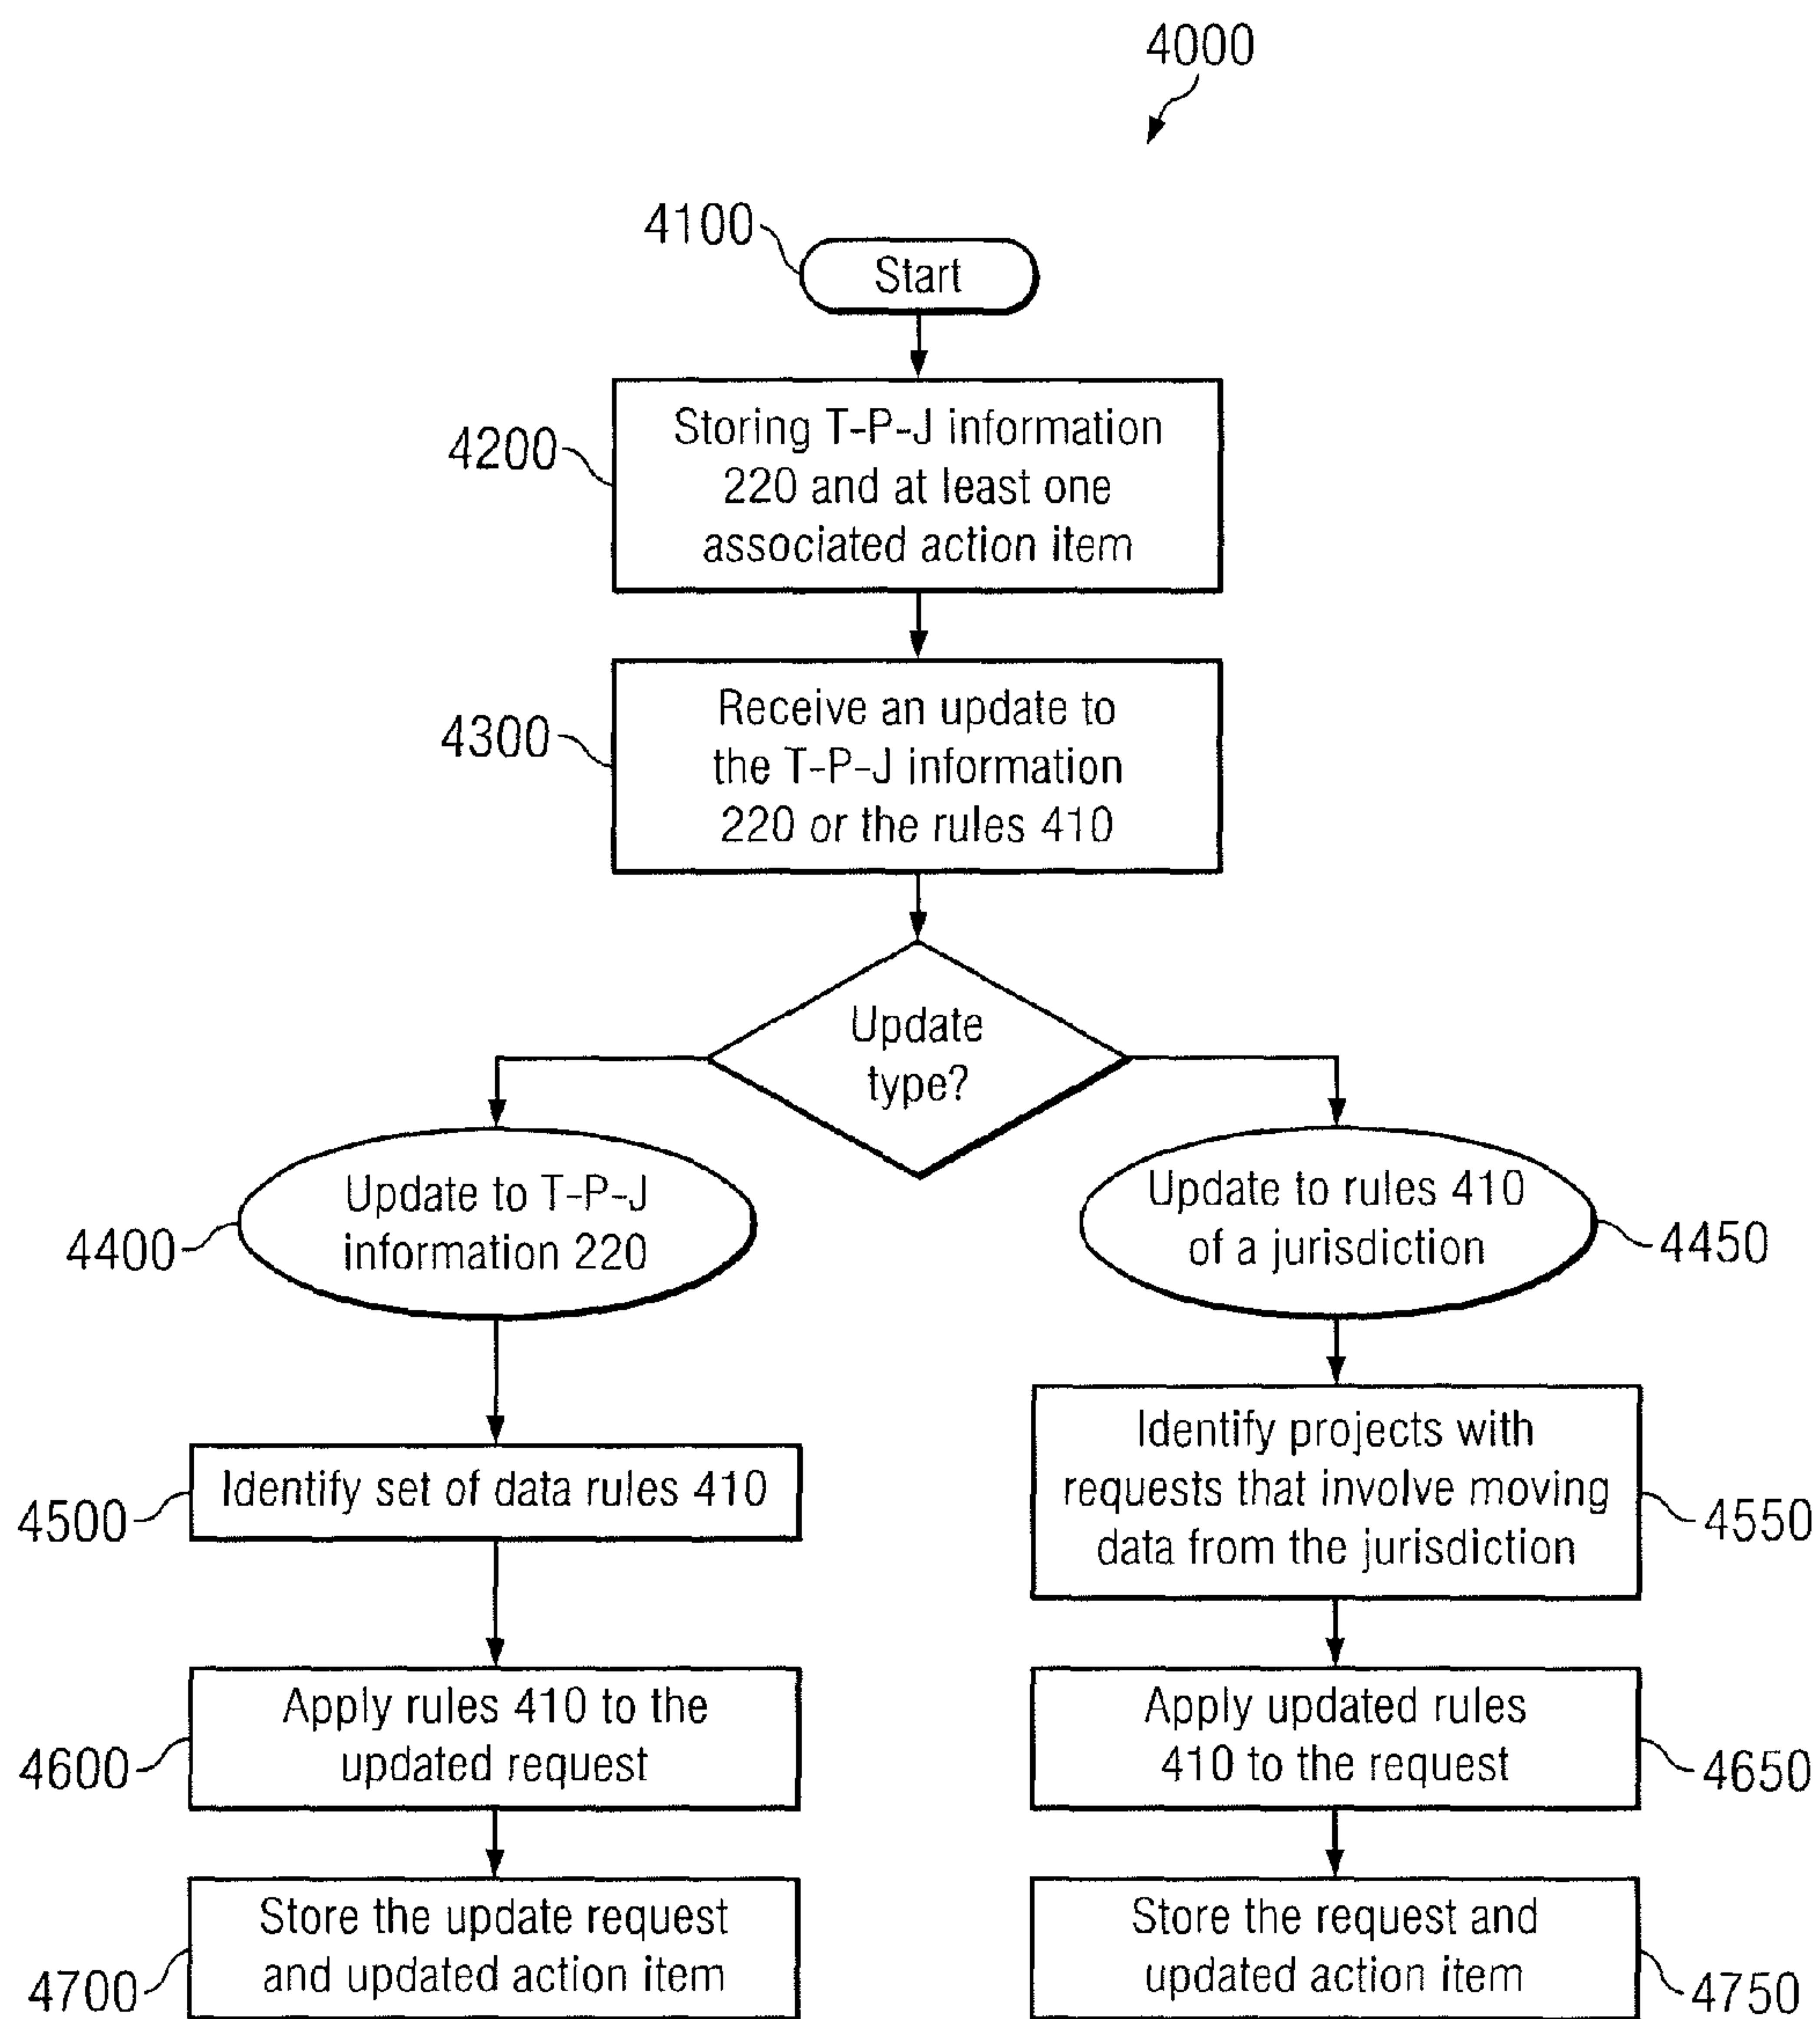 4000
4100
Start
4200
Storing T-P-J information
220 and at least one
associated action item
4300
Receive an update to
the T-P-J information
220 or the rules 410
Update
type?
4400
Update to T-P-J
information 220
Update to rules 410
of a jurisdiction
4450
4500
Identify set of data rules 410
Identify projects with
requests that involve moving
data from the jurisdiction
4550
4600
Apply rules 410 to the
updated request
Apply updated rules
410 to the request
4650
4700
Store the update request
and updated action item
Store the request and
updated action item
4750